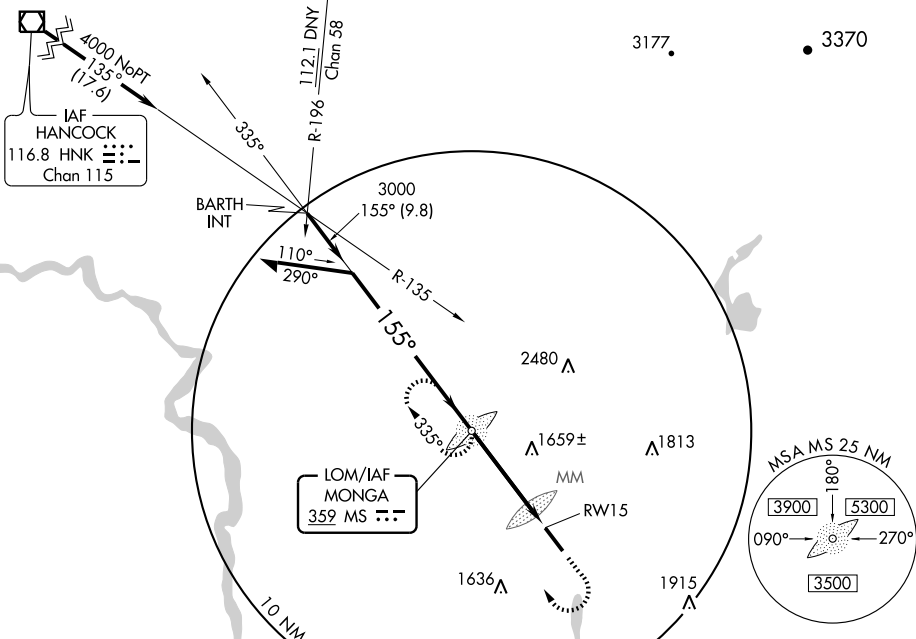 4000 NoPT
135°
(17.6)
IAF
HANCOCK
116.8 HNK
Chan 115
112.1 DNY
Chan 58
R-196
335°
3177
3370
BARTH
INT
3000
155° (9.8)
110°
290°
R-135
155°
2480
335°
1659±
1813
LOM/IAF
MONGA
359 MS
MM
RW15
1636
1915
10 NM
MSA MS 25 NM
180°
3900
5300
090°
270°
3500